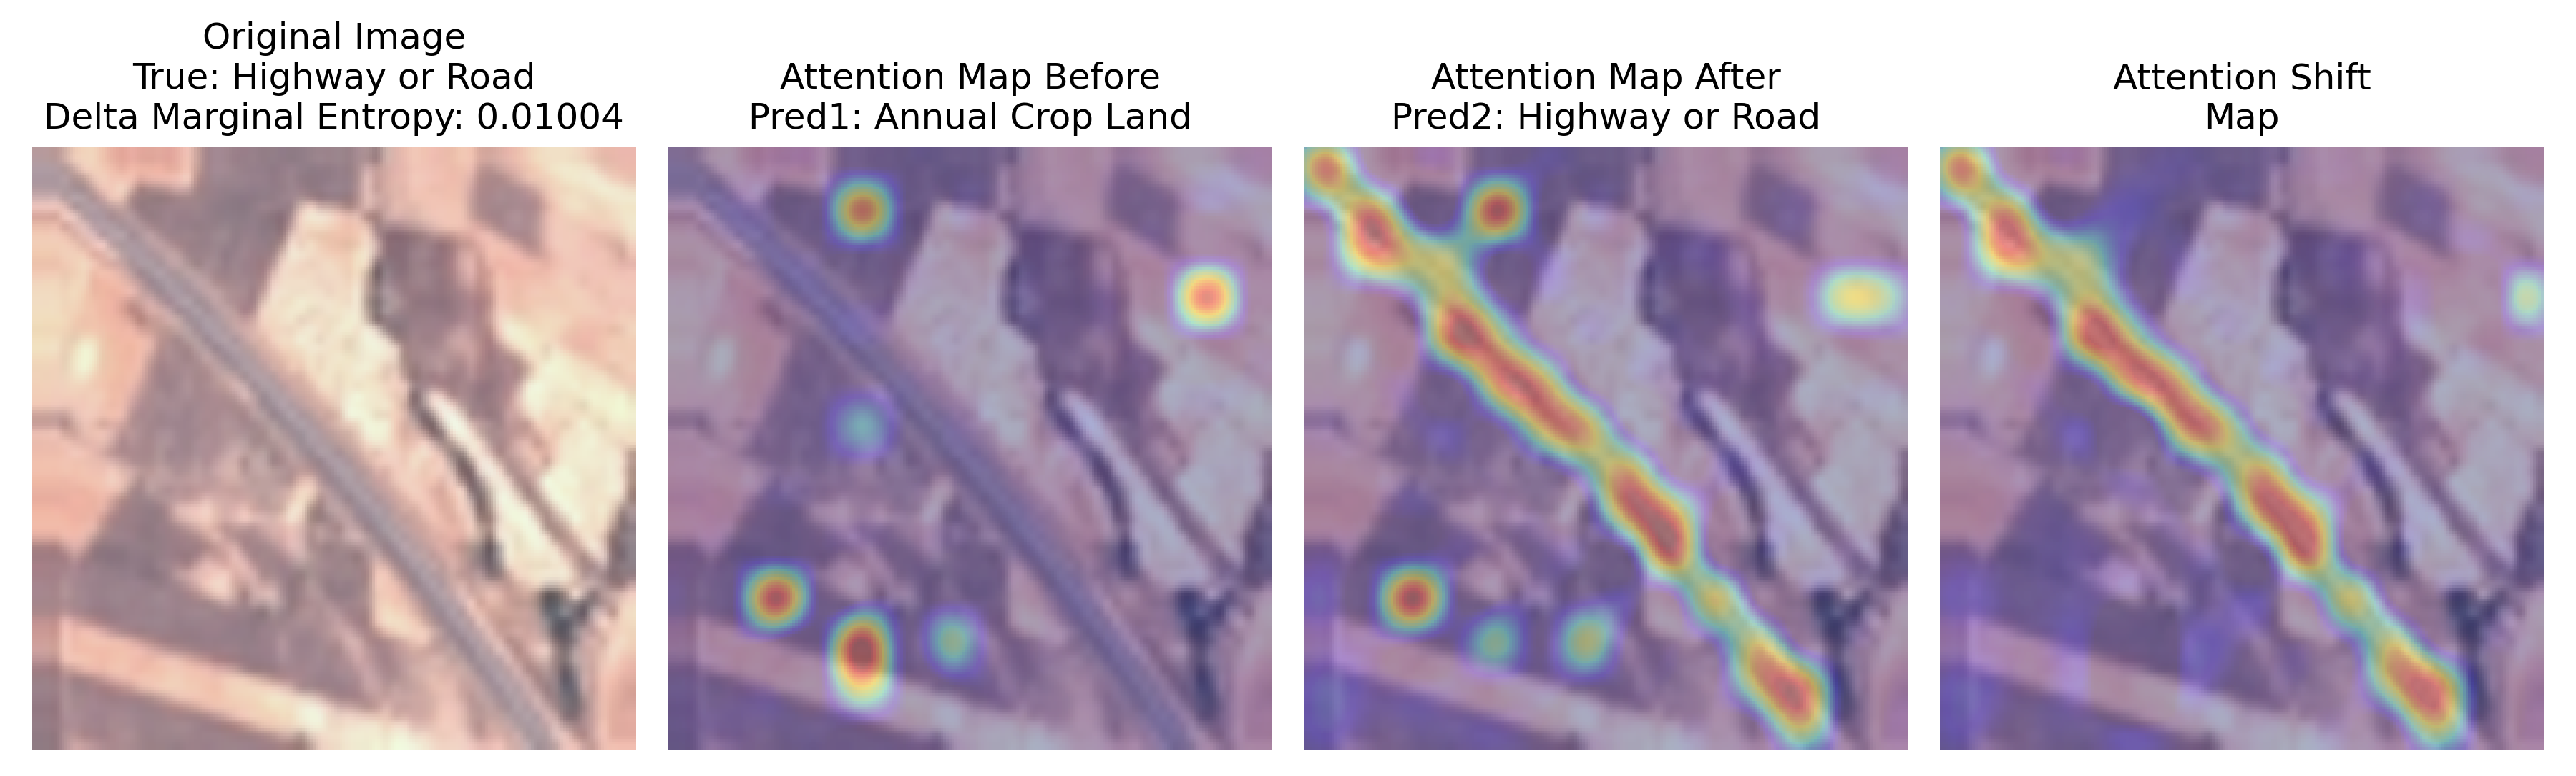 Original Image
True: Highway or Road
Delta Marginal Entropy: 0.01004
Attention Map Before
Pred1: Annual Crop Land
Attention Map After
Pred2: Highway or Road
Attention Shift
Map